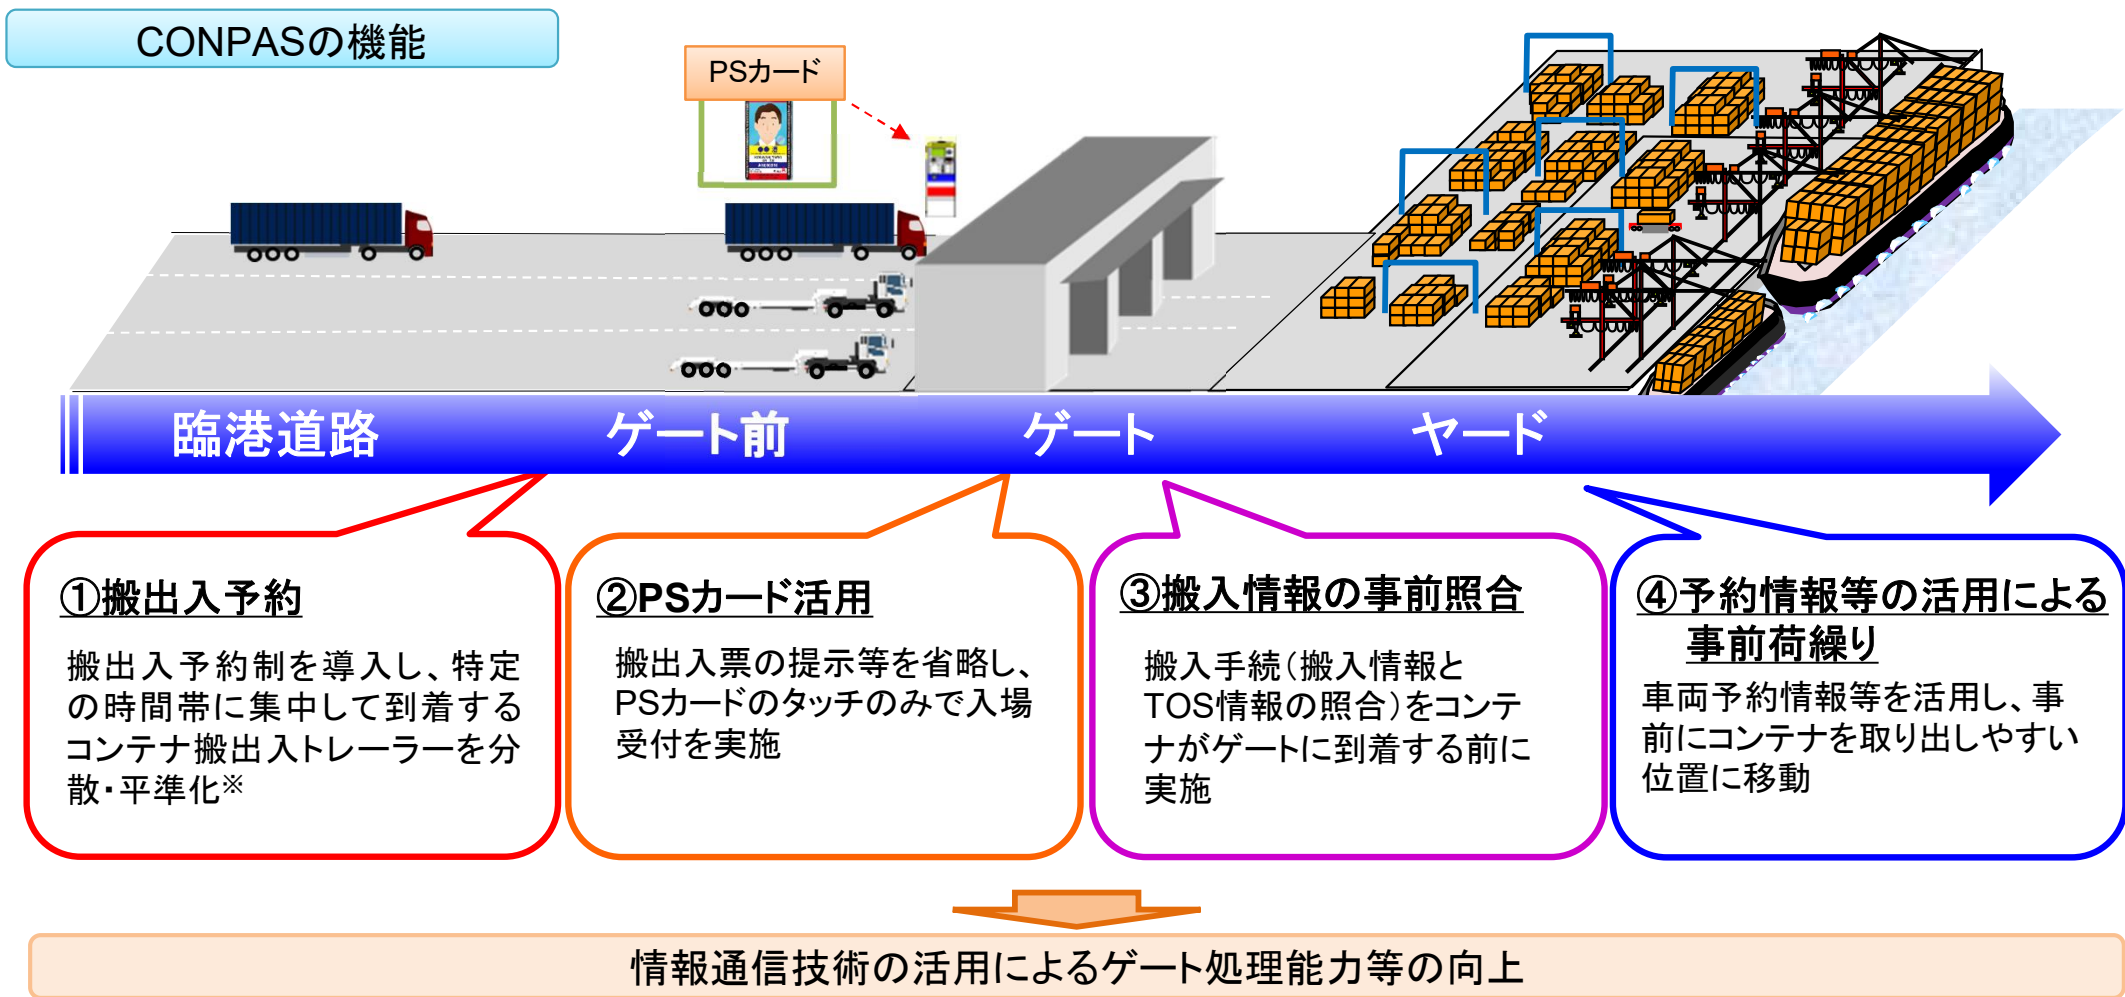 CONPASの機能
PSカード
臨港道路
ゲート前
ゲート
ヤード
①搬出入予約
搬出入予約制を導入し、特定
の時間帯に集中して到着する
コンテナ搬出入トレーラーを分
散・平準化※
②PSカード活用
搬出入票の提示等を省略し、
PSカードのタッチのみで入場
受付を実施
③搬入情報の事前照合
搬入手続(搬入情報と
TOS情報の照合)をコンテ
ナがゲートに到着する前に
実施
④予約情報等の活用による
事前荷繰り
車両予約情報等を活用し、事
前にコンテナを取り出しやすい
位置に移動
情報通信技術の活用によるゲート処理能力等の向上